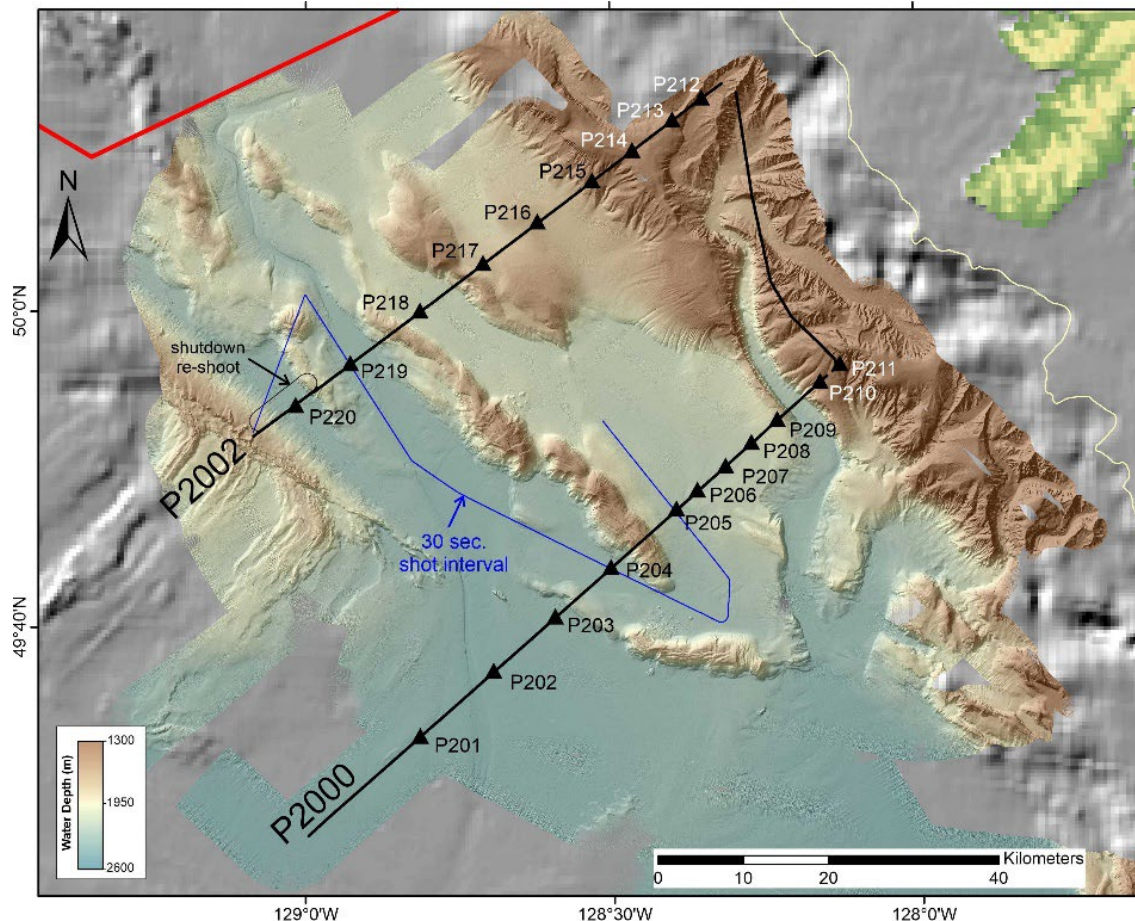 P212
P213
P214
P215
P216
P217
P218
P219
P220
N
shutdown
re-shoot
P2002
P211
P210
P209
P208
P207
P206
P205
P204
P203
P202
P201
P2000
30 sec.
shot interval
50°0'N
49°40'N
Water Depth (m)
1300
1950
2600
Kilometers
0 10 20 40
129°0'W
128°30'W
128°0'W